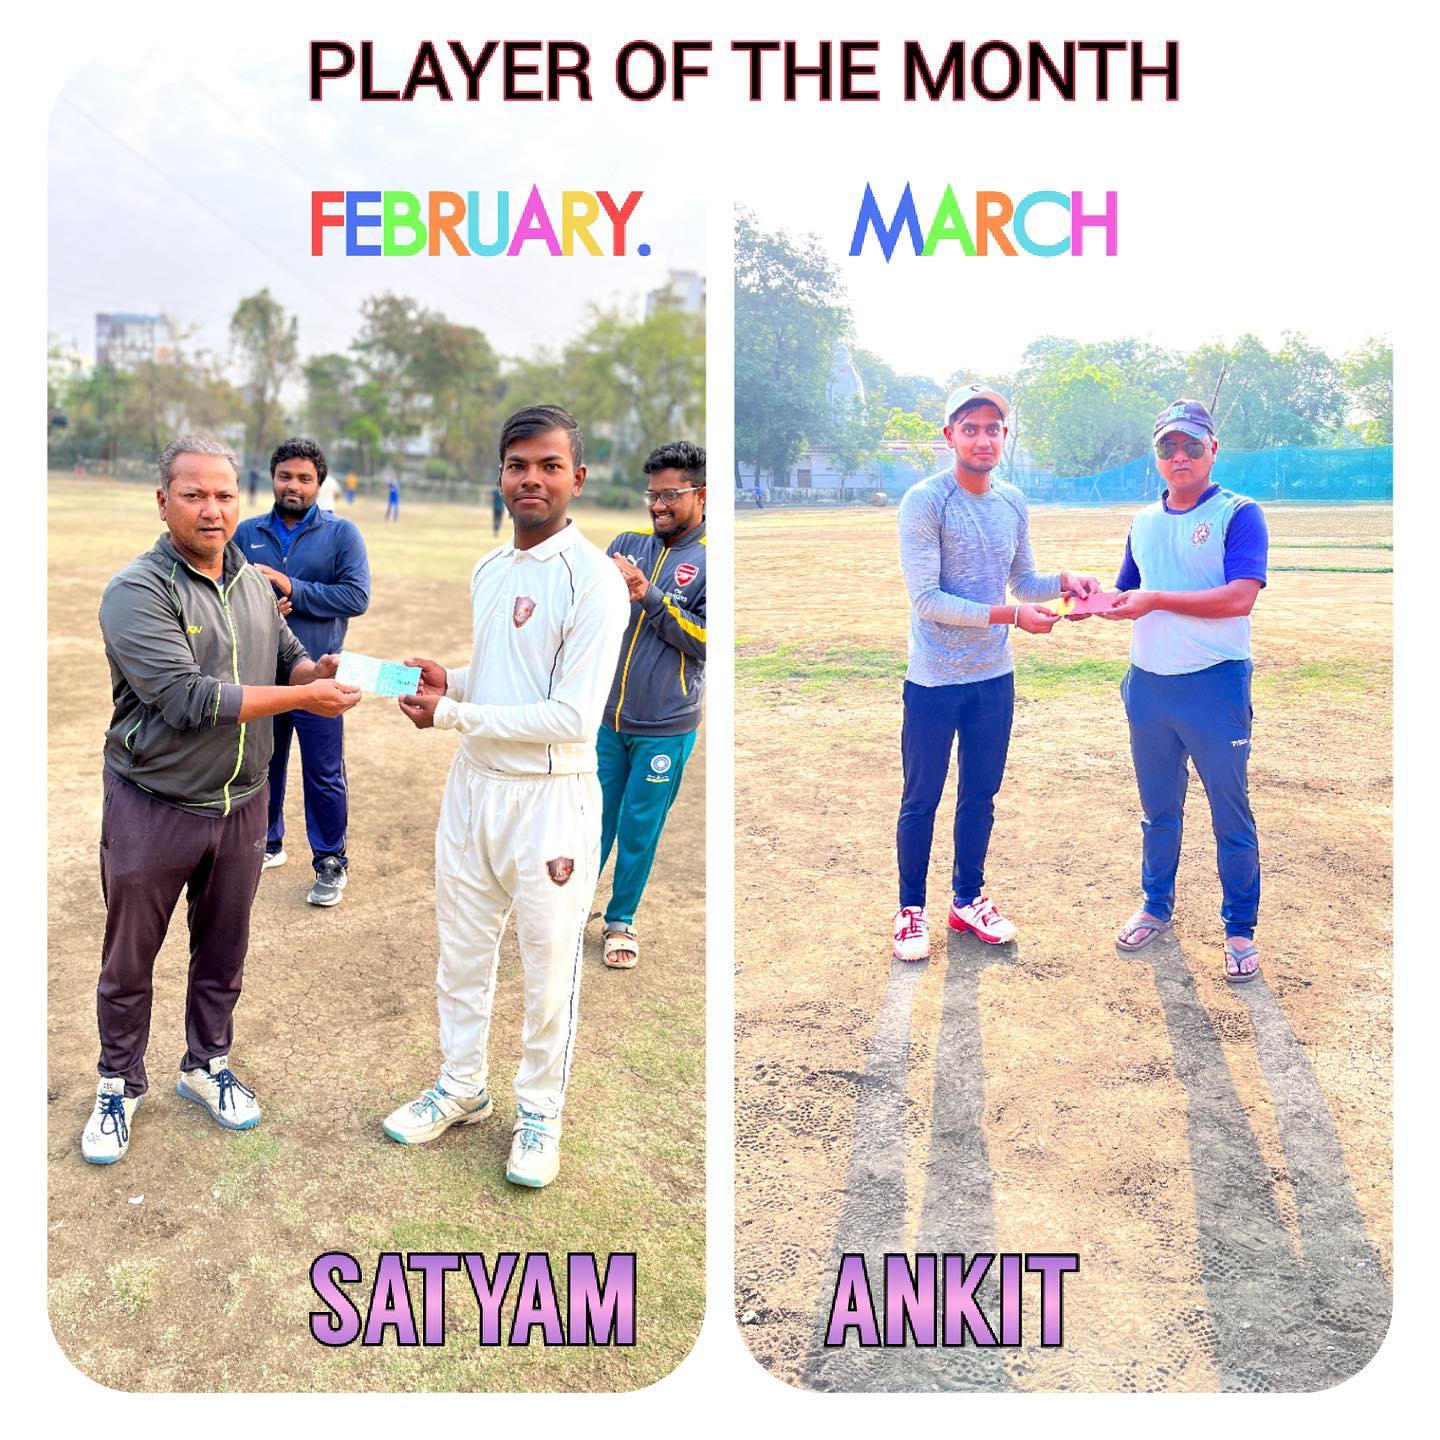 PLAYER OF THE MONTH
FEBRUARY.
MARCH
SATYAM
ANKIT